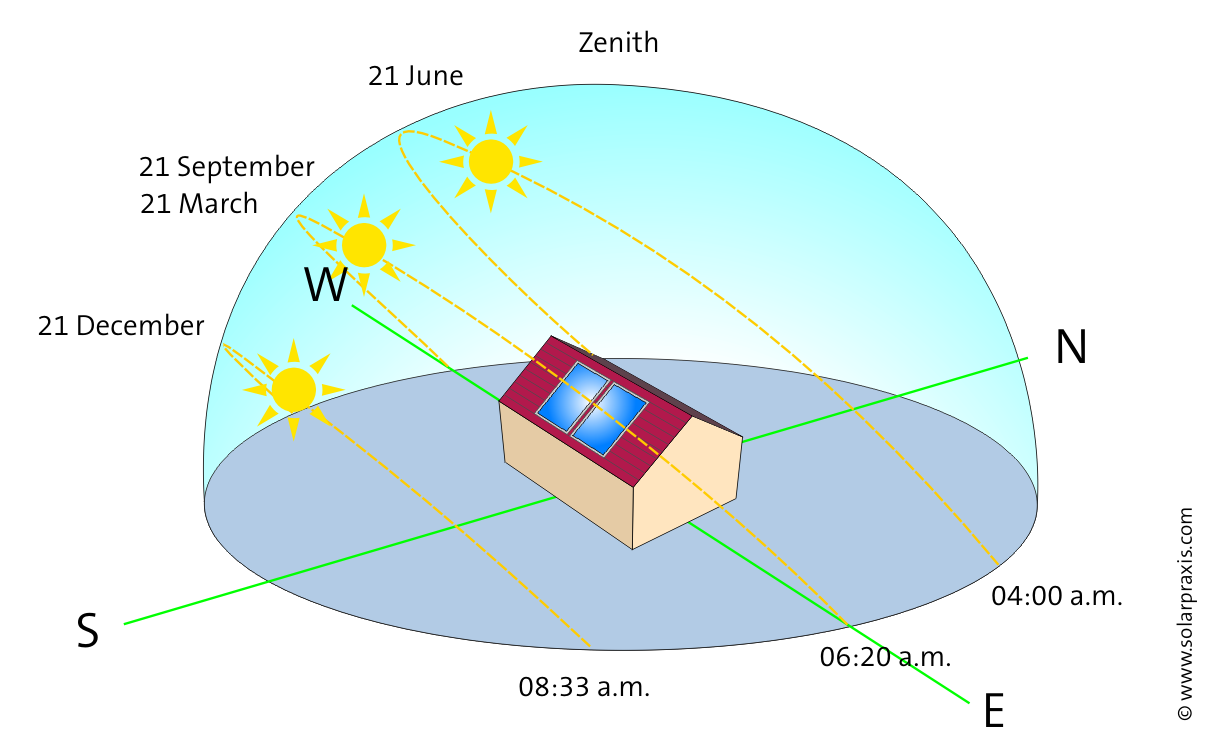 Zenith
21 June
21 September
21 March
W
21 December
N
04:00 a.m.
S
06:20 a.m.
08:33 a.m.
E
© www.solarpraxis.com